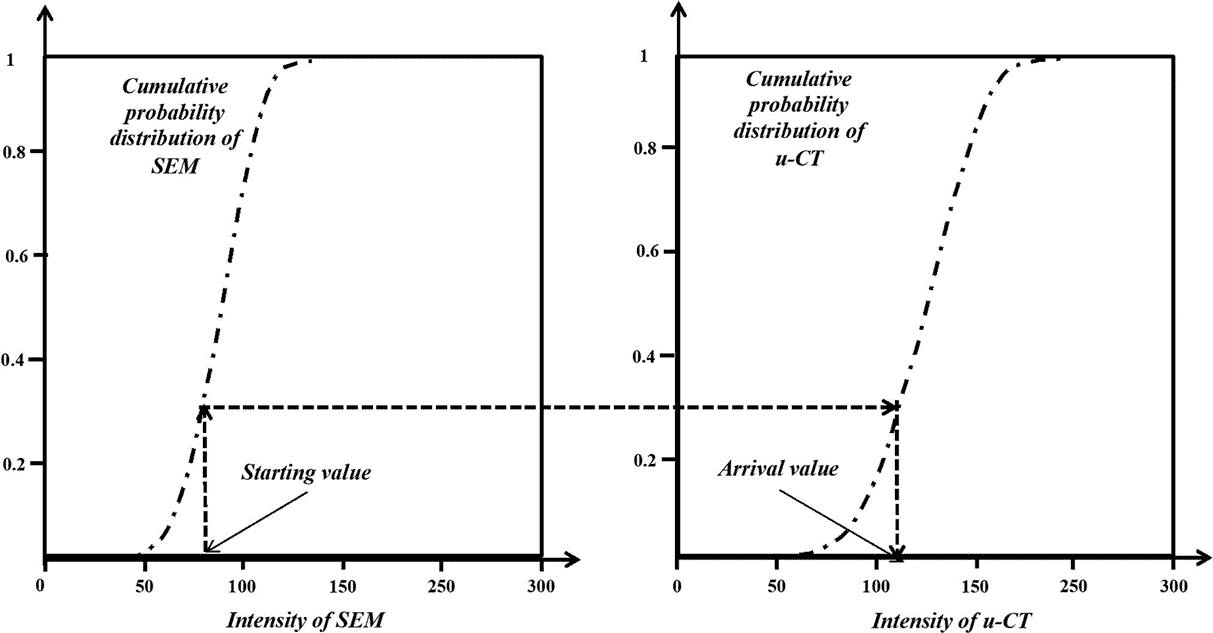 1
Cumulative
probability
distribution of
SEM
0.8
0.6
0.4
0.2
Starting value
0 50 100 150 250 300
Intensity of SEM
1
Cumulative
probability
distribution of
u-CT
0.8
0.6
0.4
0.2
Arrival value
0 50 100 150 250 300
Intensity of u-CT